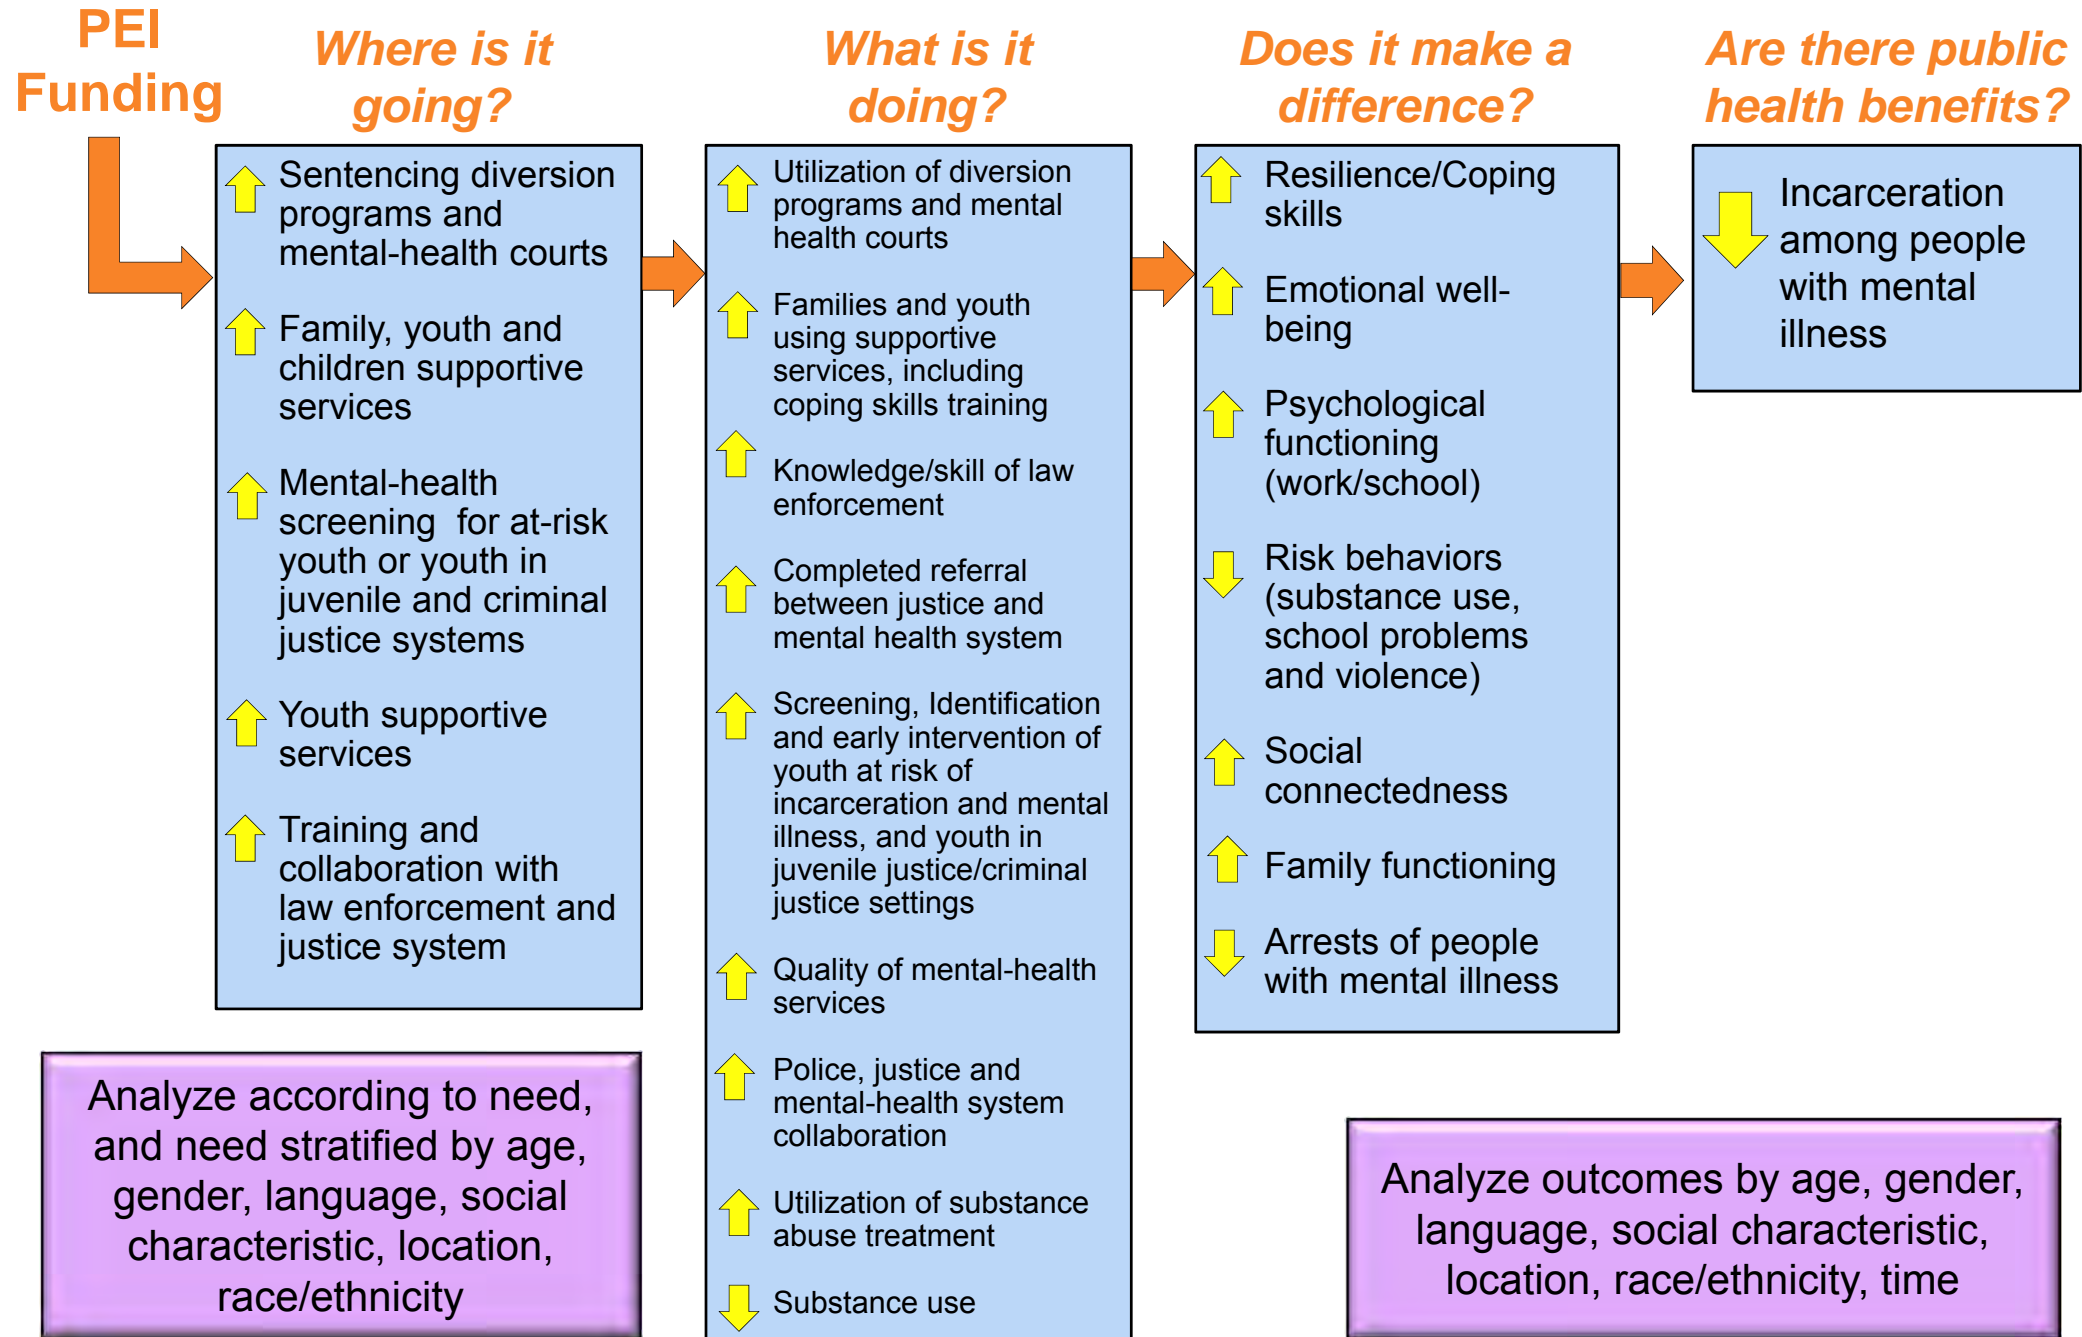 PEI
Funding
Where is it
going?
What is it
doing?
Does it make a
difference?
Are there public
health benefits?
Sentencing diversion
programs and
mental-health courts
Family, youth and
children supportive
services
Mental-health
screening for at-risk
youth or youth in
juvenile and criminal
justice systems
Youth supportive
services
Training and
collaboration with
law enforcement and
justice system
Utilization of diversion
programs and mental
health courts
Families and youth
using supportive
services, including
coping skills training
Knowledge/skill of law
enforcement
Completed referral
between justice and
mental health system
Screening, Identification
and early intervention of
youth at risk of
incarceration and mental
illness, and youth in
juvenile justice/criminal
justice settings
Quality of mental-health
services
Police, justice and
mental-health system
collaboration
Utilization of substance
abuse treatment
Substance use
Resilience/Coping
skills
Emotional well-
being
Psychological
functioning
(work/school)
Risk behaviors
(substance use,
school problems
and violence)
Social
connectedness
Family functioning
Arrests of people
with mental illness
Incarceration
among people
with mental
illness
Analyze according to need,
and need stratified by age,
gender, language, social
characteristic, location,
race/ethnicity
Analyze outcomes by age, gender,
language, social characteristic,
location, race/ethnicity, time